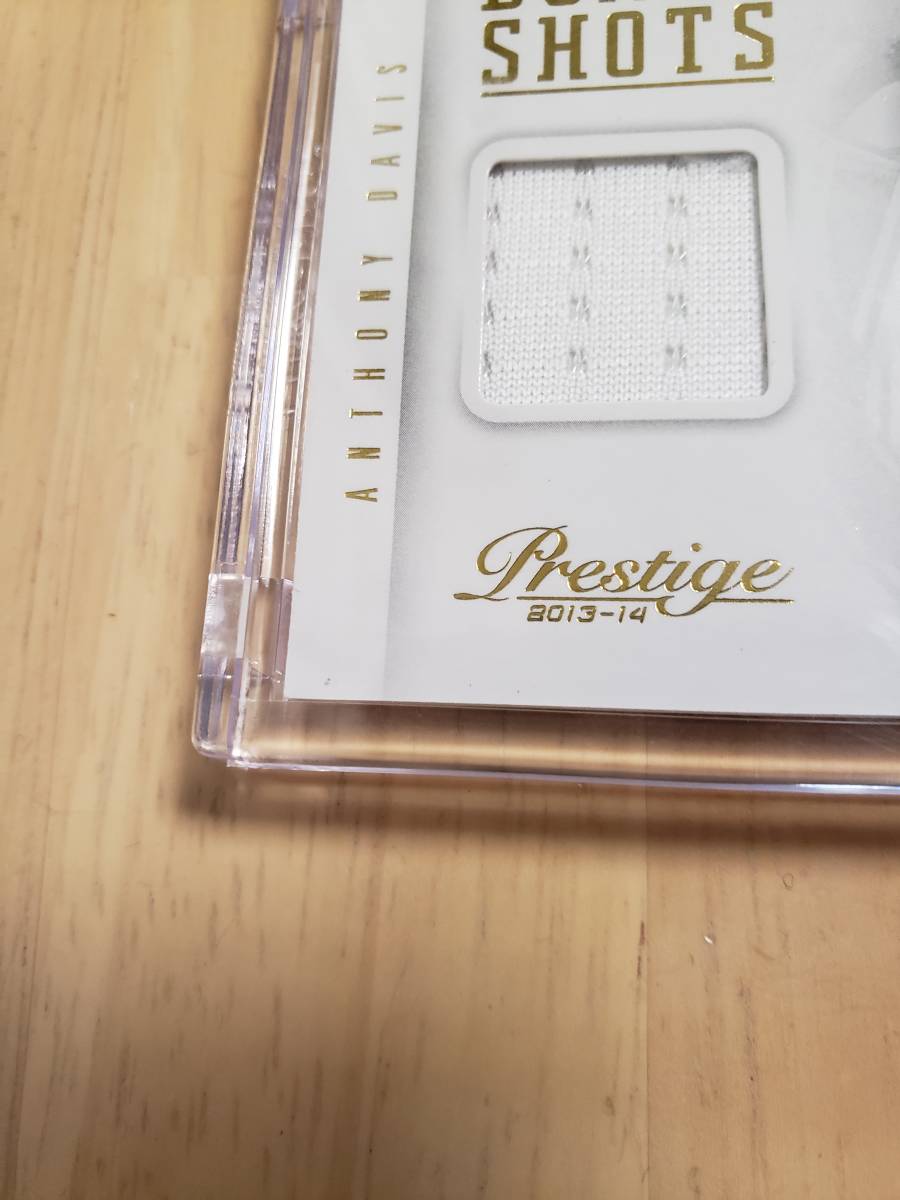 SHOTS
ANTHONY DAVIS
Prestige
2013-14